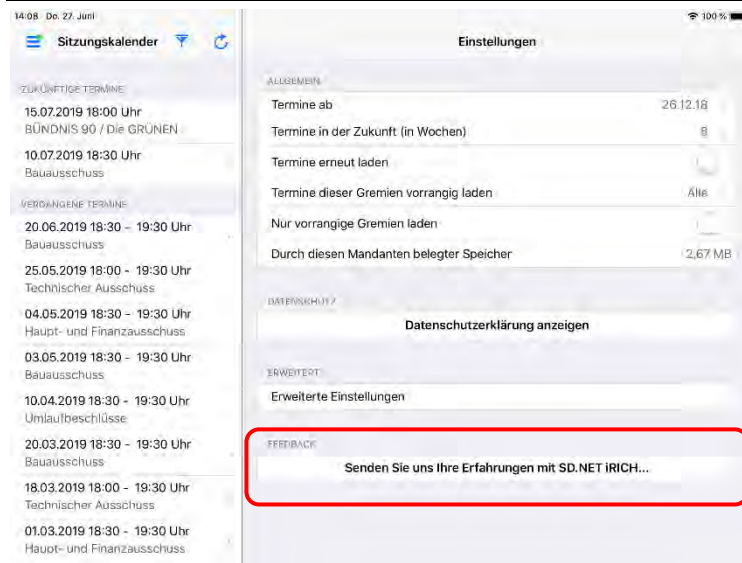 14:08 Do. 27. Juni
100 %
Sitzungskalender
Einstellungen
ZUKÜNFTIGE TERMINE
15.07.2019 18:00 Uhr
BÜNDNIS 90 / Die GRÜNEN
10.07.2019 18:30 Uhr
Bauausschuss
VERGANGENE TERMINE
20.06.2019 18:30 - 19:30 Uhr
Bauausschuss
25.05.2019 18:00 - 19:30 Uhr
Technischer Ausschuss
04.05.2019 18:30 - 19:30 Uhr
Haupt- und Finanzausschuss
03.05.2019 18:30 - 19:30 Uhr
Bauausschuss
10.04.2019 18:30 - 19:30 Uhr
Umlaufbeschlüsse
20.03.2019 18:30 - 19:30 Uhr
Bauausschuss
18.03.2019 18:00 - 19:30 Uhr
Technischer Ausschuss
01.03.2019 18:30 - 19:30 Uhr
Haupt- und Finanzausschuss
ALLGEMEIN
Termine ab 26.12.18
Termine in der Zukunft (in Wochen) 8
Termine erneut laden
Termine dieser Gremien vorrangig laden Alle
Nur vorrangige Gremien laden
Durch diesen Mandanten belegter Speicher 2,67 MB
DATENSCHUTZ
Datenschutzerklärung anzeigen
ERWEITERT
Erweiterte Einstellungen
FEEDBACK
Senden Sie uns Ihre Erfahrungen mit SD.NET iRICH...